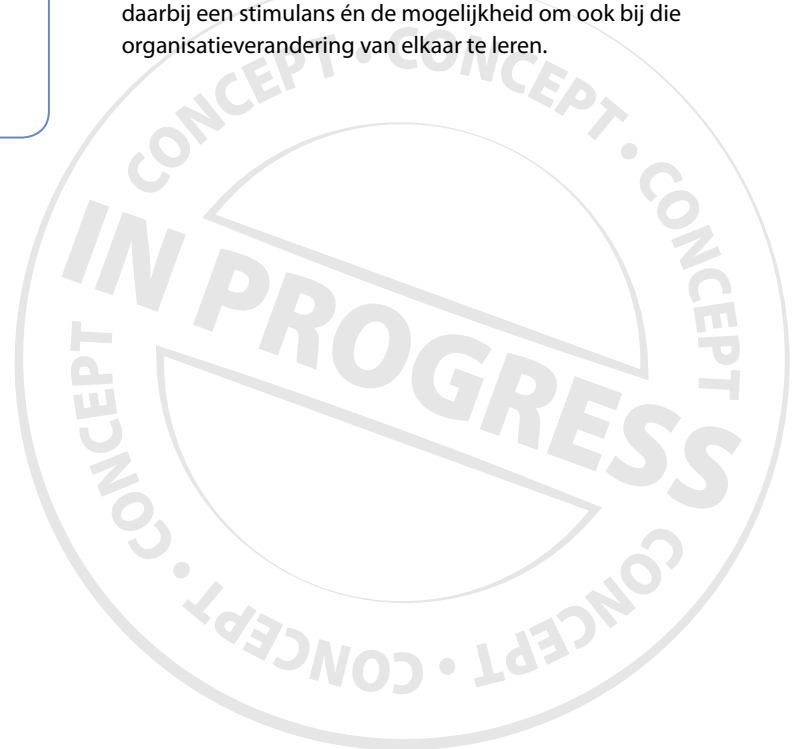 daarbij een stimulans én de mogelijkheid om ook bij die
organisatieverandering van elkaar te leren.
CONCEPT • CONCEPT • CONCEPT
IN PROGRESS
CONCEPT • CONCEPT • CONCEPT